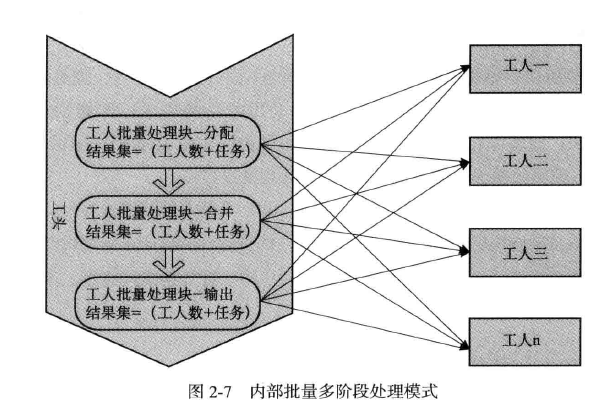 工人一
工人批量处理块-分配
结果集=（工人数+任务）
工人二
工头
工人批量处理块-合并
结果集=（工人数+任务）
工人三
工人批量处理块-输出
结果集=（工人数+任务）
工人n
图 2-7 内部批量多阶段处理模式